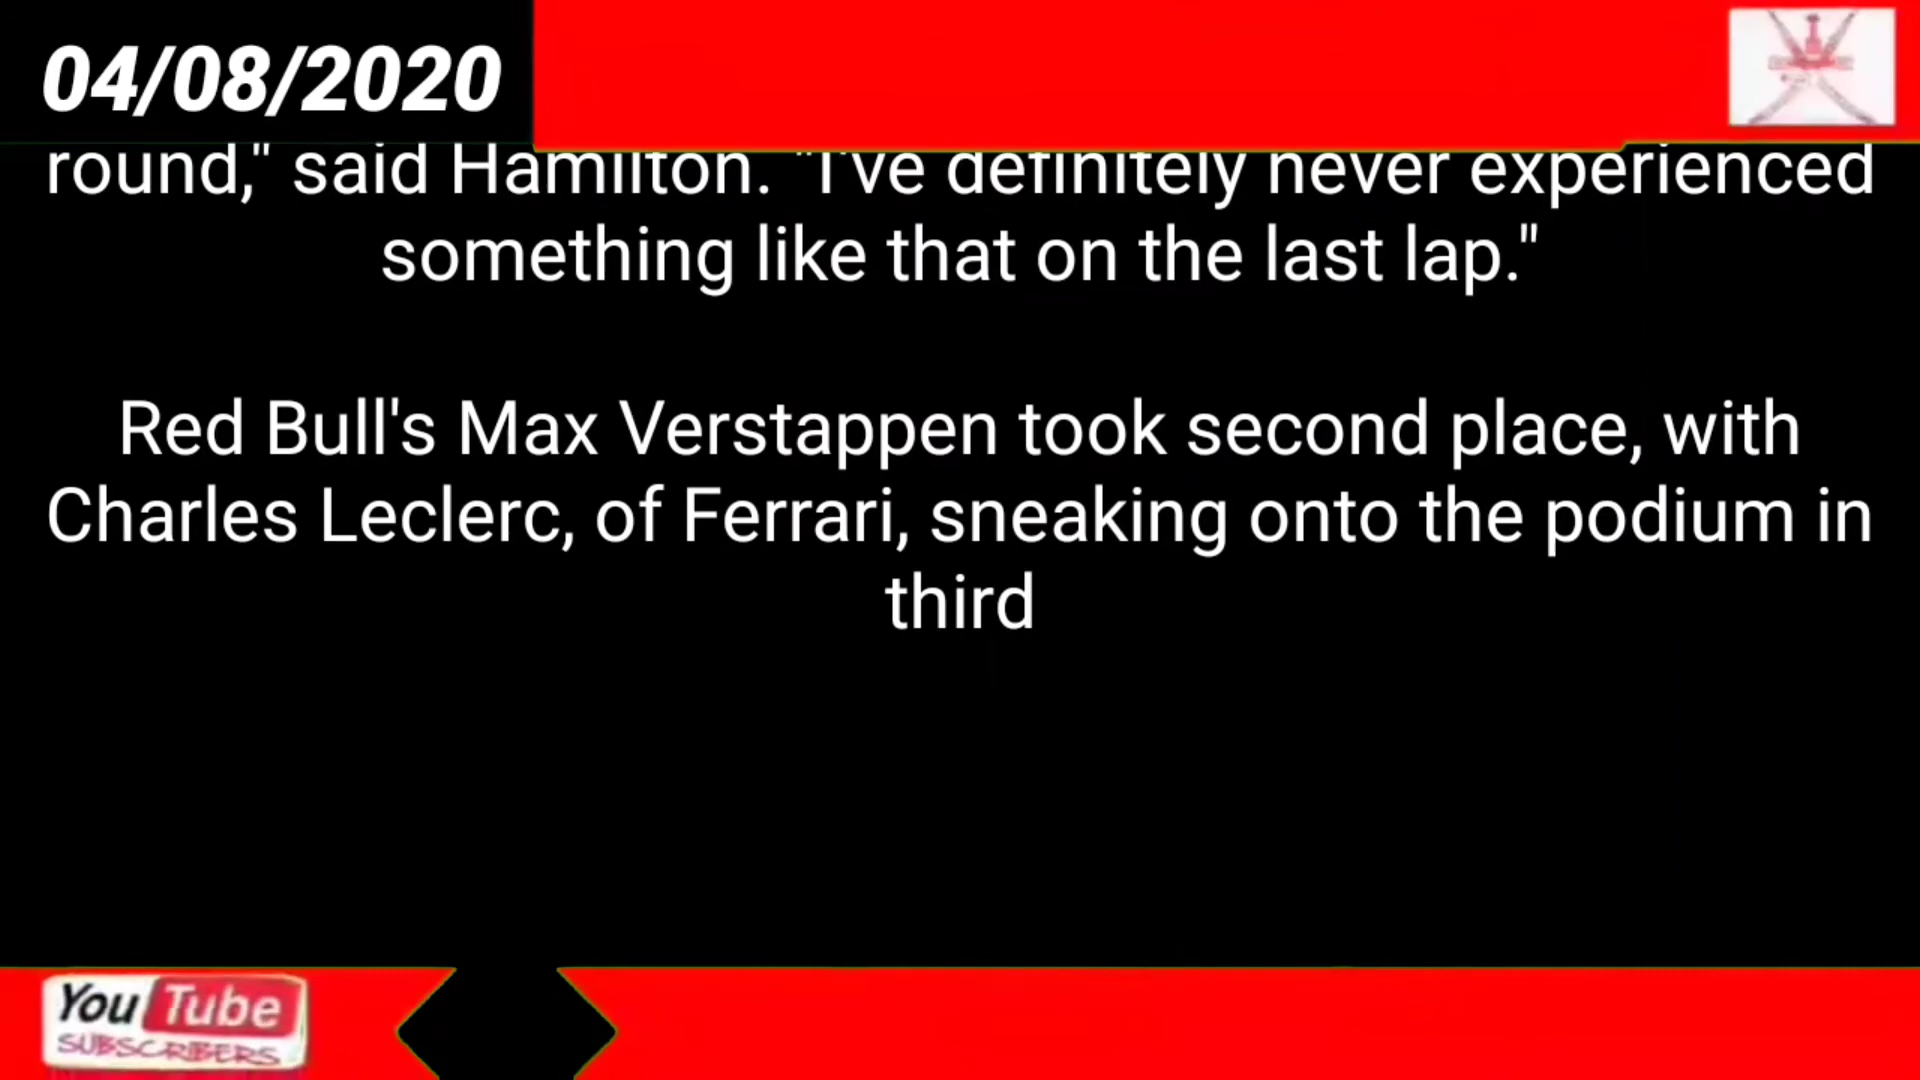 04/08/2020
round," said Hamilton. "I've definitely never experienced
something like that on the last lap."
Red Bull's Max Verstappen took second place, with
Charles Leclerc, of Ferrari, sneaking onto the podium in
third
You Tube
SUBSCRIBERS